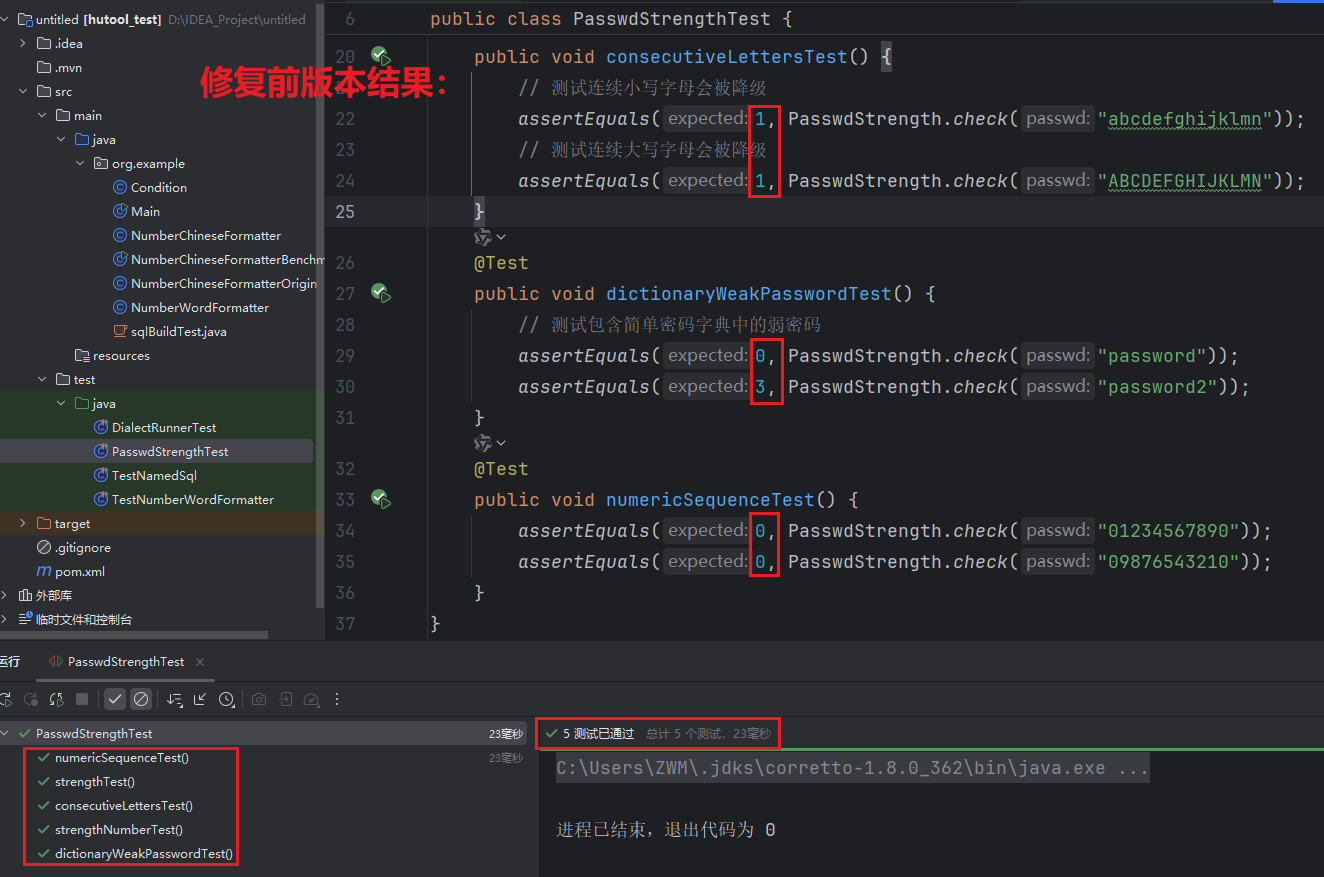 untitled [hutool_test] D:\IDEA_Project\untitled
.idea
.mvn
src
main
java
org.example
Condition
Main
NumberChineseFormatter
NumberChineseFormatterBenchm
NumberChineseFormatterOrigin
NumberWordFormatter
sqlBuildTest.java
resources
test
java
DialectRunnerTest
PasswdStrengthTest
TestNamedSql
TestNumberWordFormatter
target
.gitignore
pom.xml
外部库
临时文件和控制台
修复前版本结果：
6 public class PasswdStrengthTest {
20 public void consecutiveLettersTest() {
// 测试连续小写字母会被降级
22 assertEquals( expected: 1, PasswdStrength.check( passwd: "abcdefghijklmn"));
23 // 测试连续大写字母会被降级
24 assertEquals( expected: 1, PasswdStrength.check( passwd: "ABCDEFGHIJKLMN"));
25 }
26 @Test
27 public void dictionaryWeakPasswordTest() {
28 // 测试包含简单密码字典中的弱密码
29 assertEquals( expected: 0, PasswdStrength.check( passwd: "password"));
30 assertEquals( expected: 3, PasswdStrength.check( passwd: "password2"));
31 }
32 @Test
33 public void numericSequenceTest() {
34 assertEquals( expected: 0, PasswdStrength.check( passwd: "01234567890"));
35 assertEquals( expected: 0, PasswdStrength.check( passwd: "09876543210"));
36 }
37 }
运行 PasswdStrengthTest
PasswdStrengthTest 23毫秒
numericSequenceTest() 23毫秒
strengthTest()
consecutiveLettersTest()
strengthNumberTest()
dictionaryWeakPasswordTest()
5 测试已通过 总计 5 个测试，23毫秒
C:\Users\ZWM\.jdks\corretto-1.8.0_362\bin\java.exe ...
进程已结束，退出代码为 0